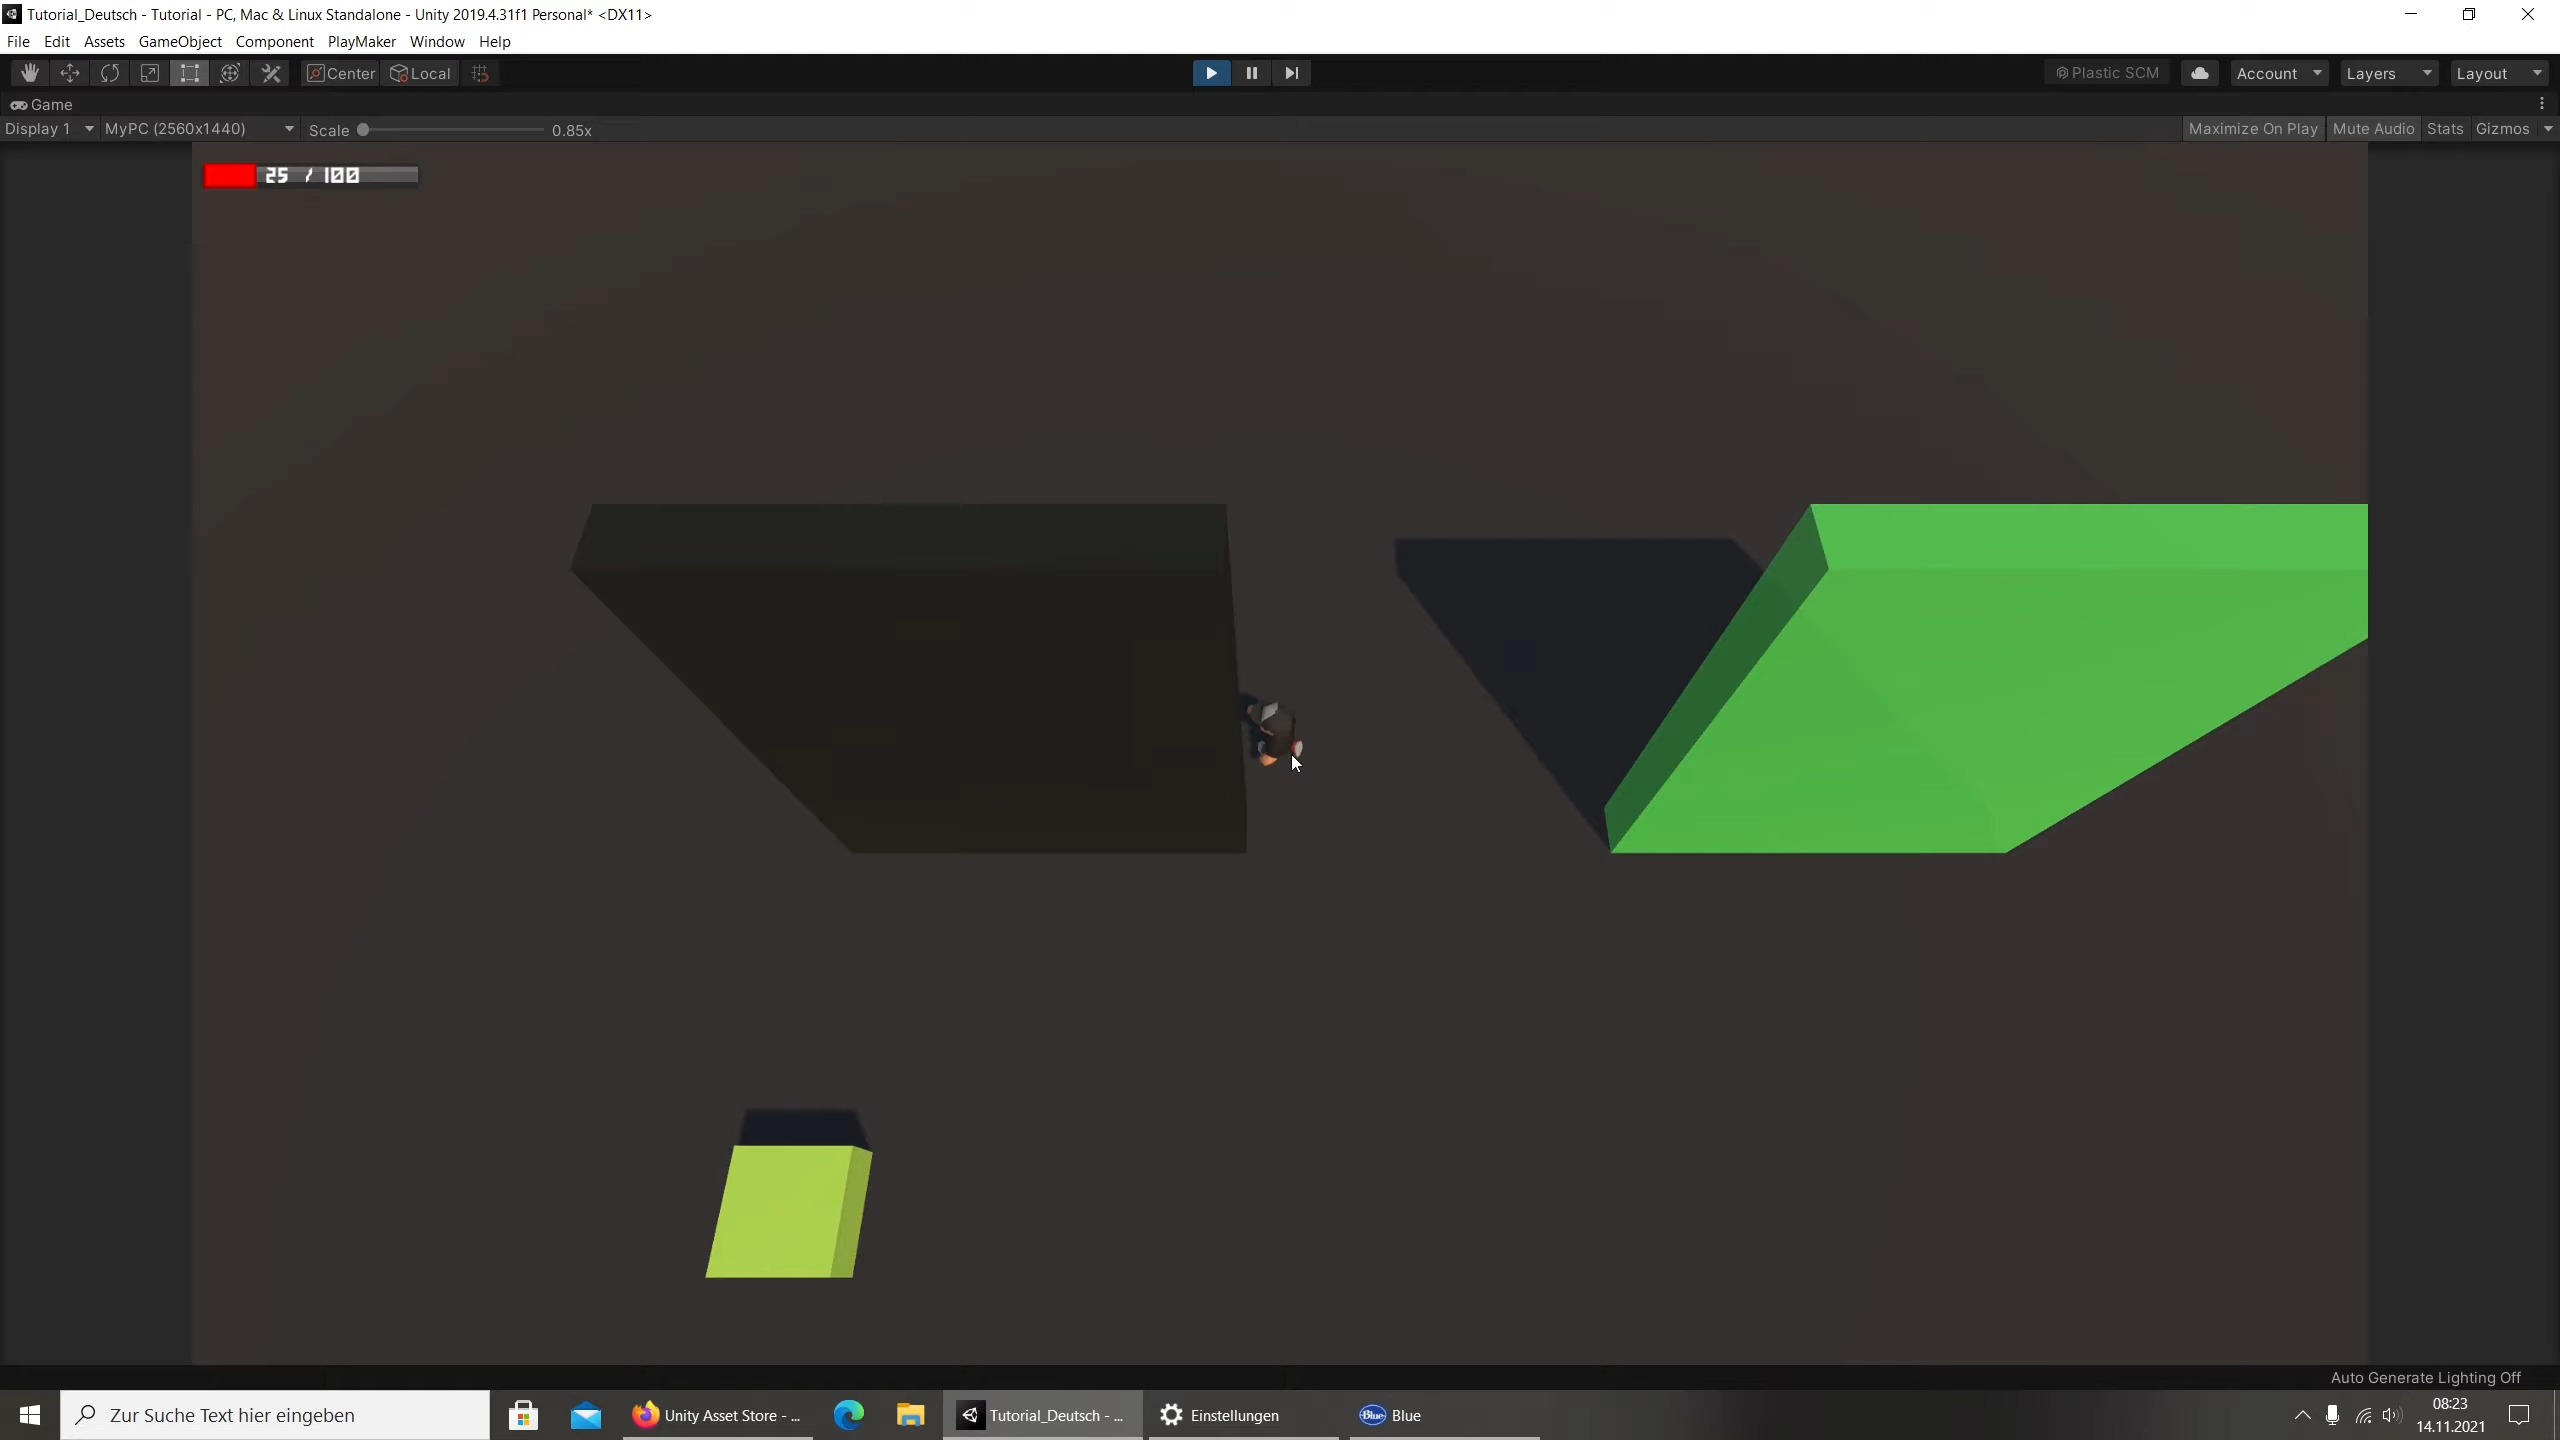 Tutorial_Deutsch - Tutorial - PC, Mac & Linux Standalone - Unity 2019.4.31f1 Personal* <DX11>
File Edit Assets GameObject Component PlayMaker Window Help
Center Local Plastic SCM Account Layers Layout
Game
Display 1 MyPC (2560x1440) Scale 0.85x Maximize On Play Mute Audio Stats Gizmos
25 / 100
Auto Generate Lighting Off
Zur Suche Text hier eingeben Unity Asset Store - ... Tutorial_Deutsch - ... Einstellungen Blue Blue 08:23
14.11.2021